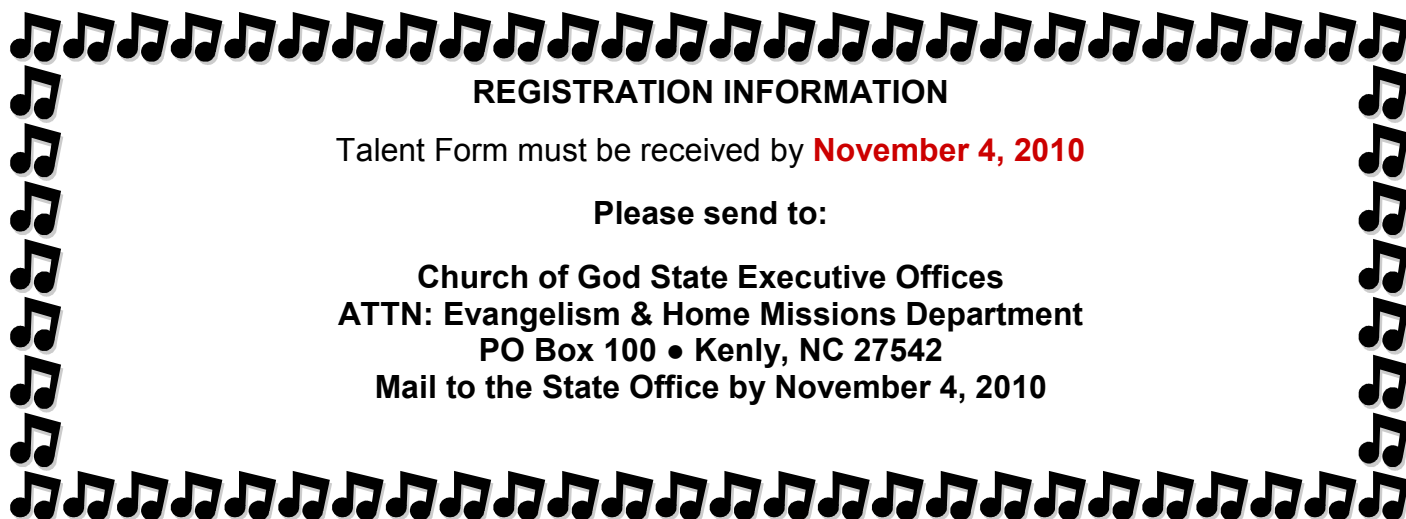 REGISTRATION INFORMATION
Talent Form must be received by November 4, 2010
Please send to:
Church of God State Executive Offices
ATTN: Evangelism & Home Missions Department
PO Box 100 ● Kenly, NC 27542
Mail to the State Office by November 4, 2010